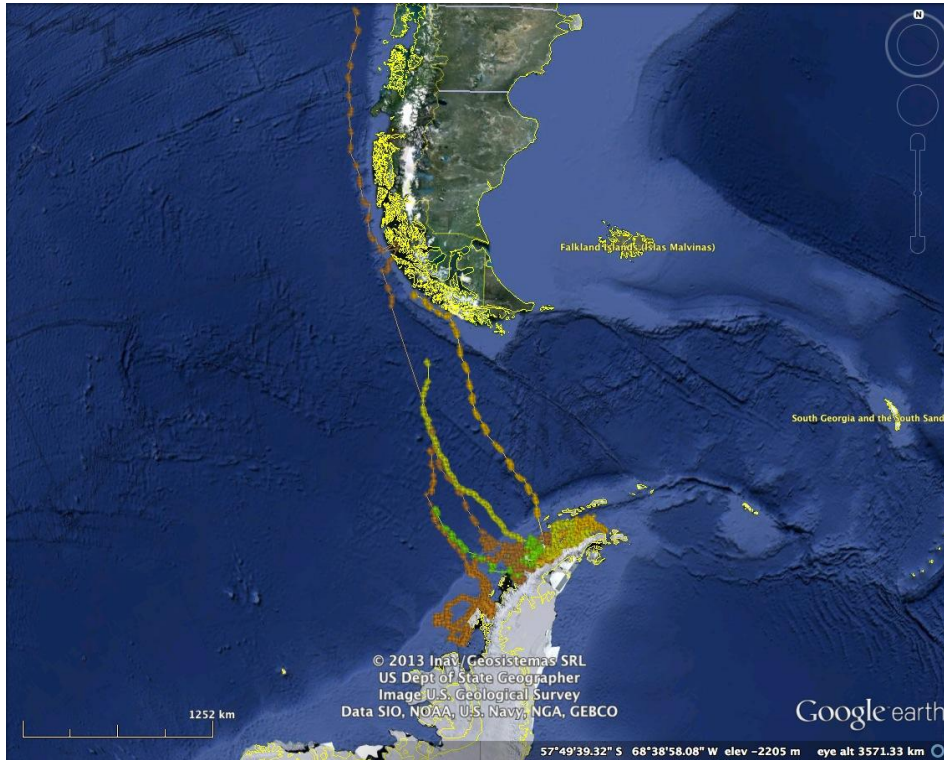 N
Falkland Islands (Islas Malvinas)
South Georgia and the South Sand
© 2013 Inav/Geosistemas SRL
US Dept of State Geographer
Image U.S. Geological Survey
Data SIO, NOAA, U.S. Navy, NGA, GEBCO
1252 km
Google earth
57°49'39.32" S 68°38'58.08" W elev -2205 m eye alt 3571.33 km